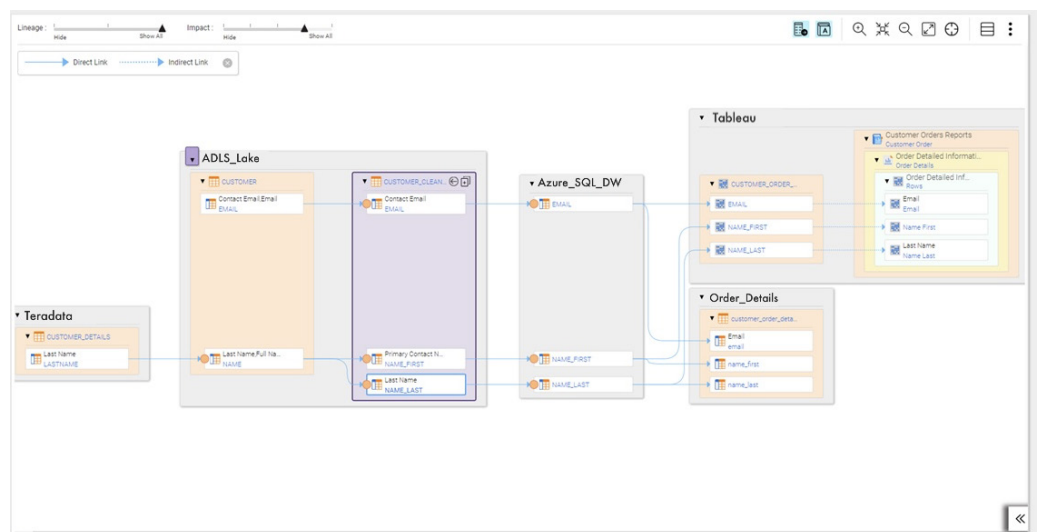 Lineage :
Hide
Show All
Impact :
Hide
Show All
Direct Link
Indirect Link
Tableau
Customer Orders Reports
Customer Order
Order Detailed Informati...
Order Details
Order Detailed Inf...
Rows
CUSTOMER_ORDER_...
EMAIL
Email
Email
NAME_FIRST
Name First
NAME_LAST
Last Name
Name Last
ADLS_Lake
CUSTOMER
CUSTOMER_CLEAN...
Contact Email,Email
EMAIL
Contact Email
EMAIL
Azure_SQL_DW
EMAIL
Teradata
CUSTOMER_DETAILS
Last Name
LASTNAME
Last Name,Full Na...
NAME
Primary Contact N...
NAME_FIRST
Last Name
NAME_LAST
NAME_FIRST
NAME_LAST
Order_Details
customer_order_deta...
Email
email
name_first
name_last